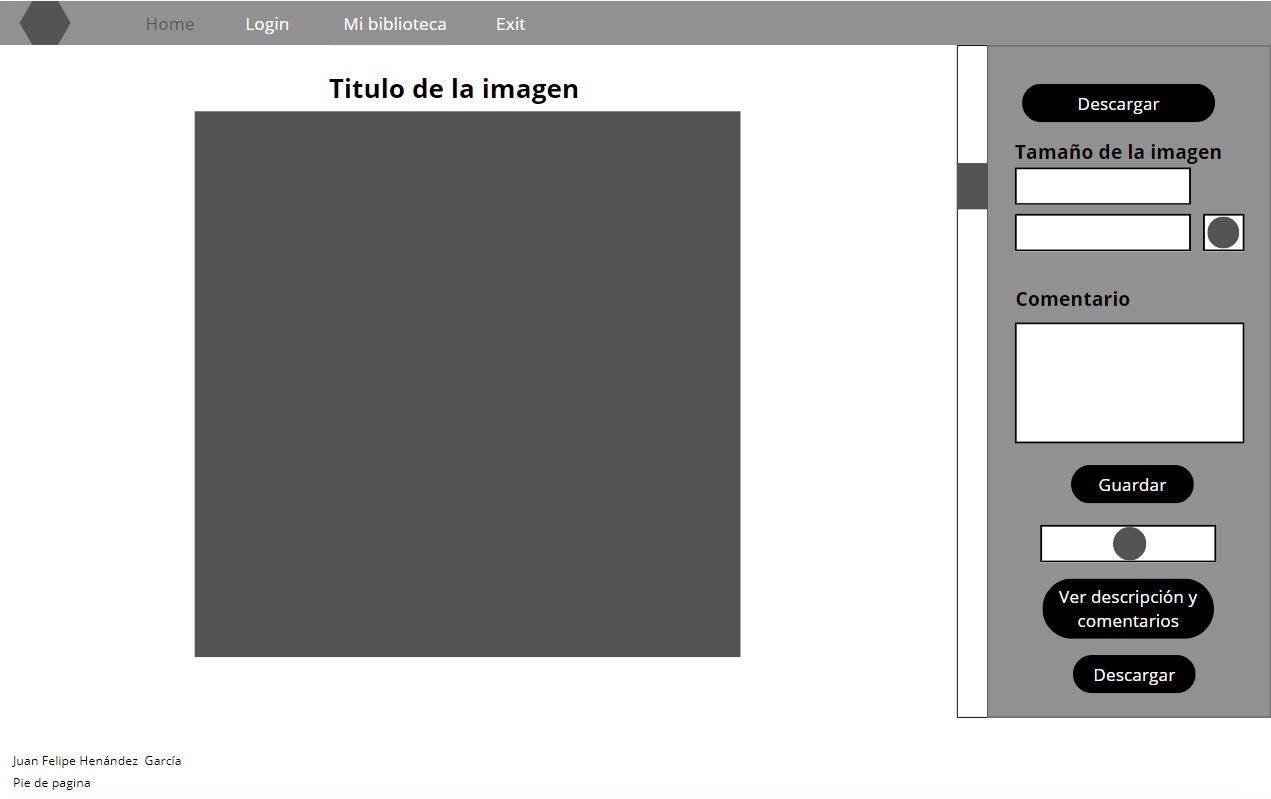 Home Login Mi biblioteca Exit
Titulo de la imagen
Descargar
Tamaño de la imagen
Comentario
Guardar
Ver descripción y
comentarios
Descargar
Juan Felipe Henández García
Pie de pagina